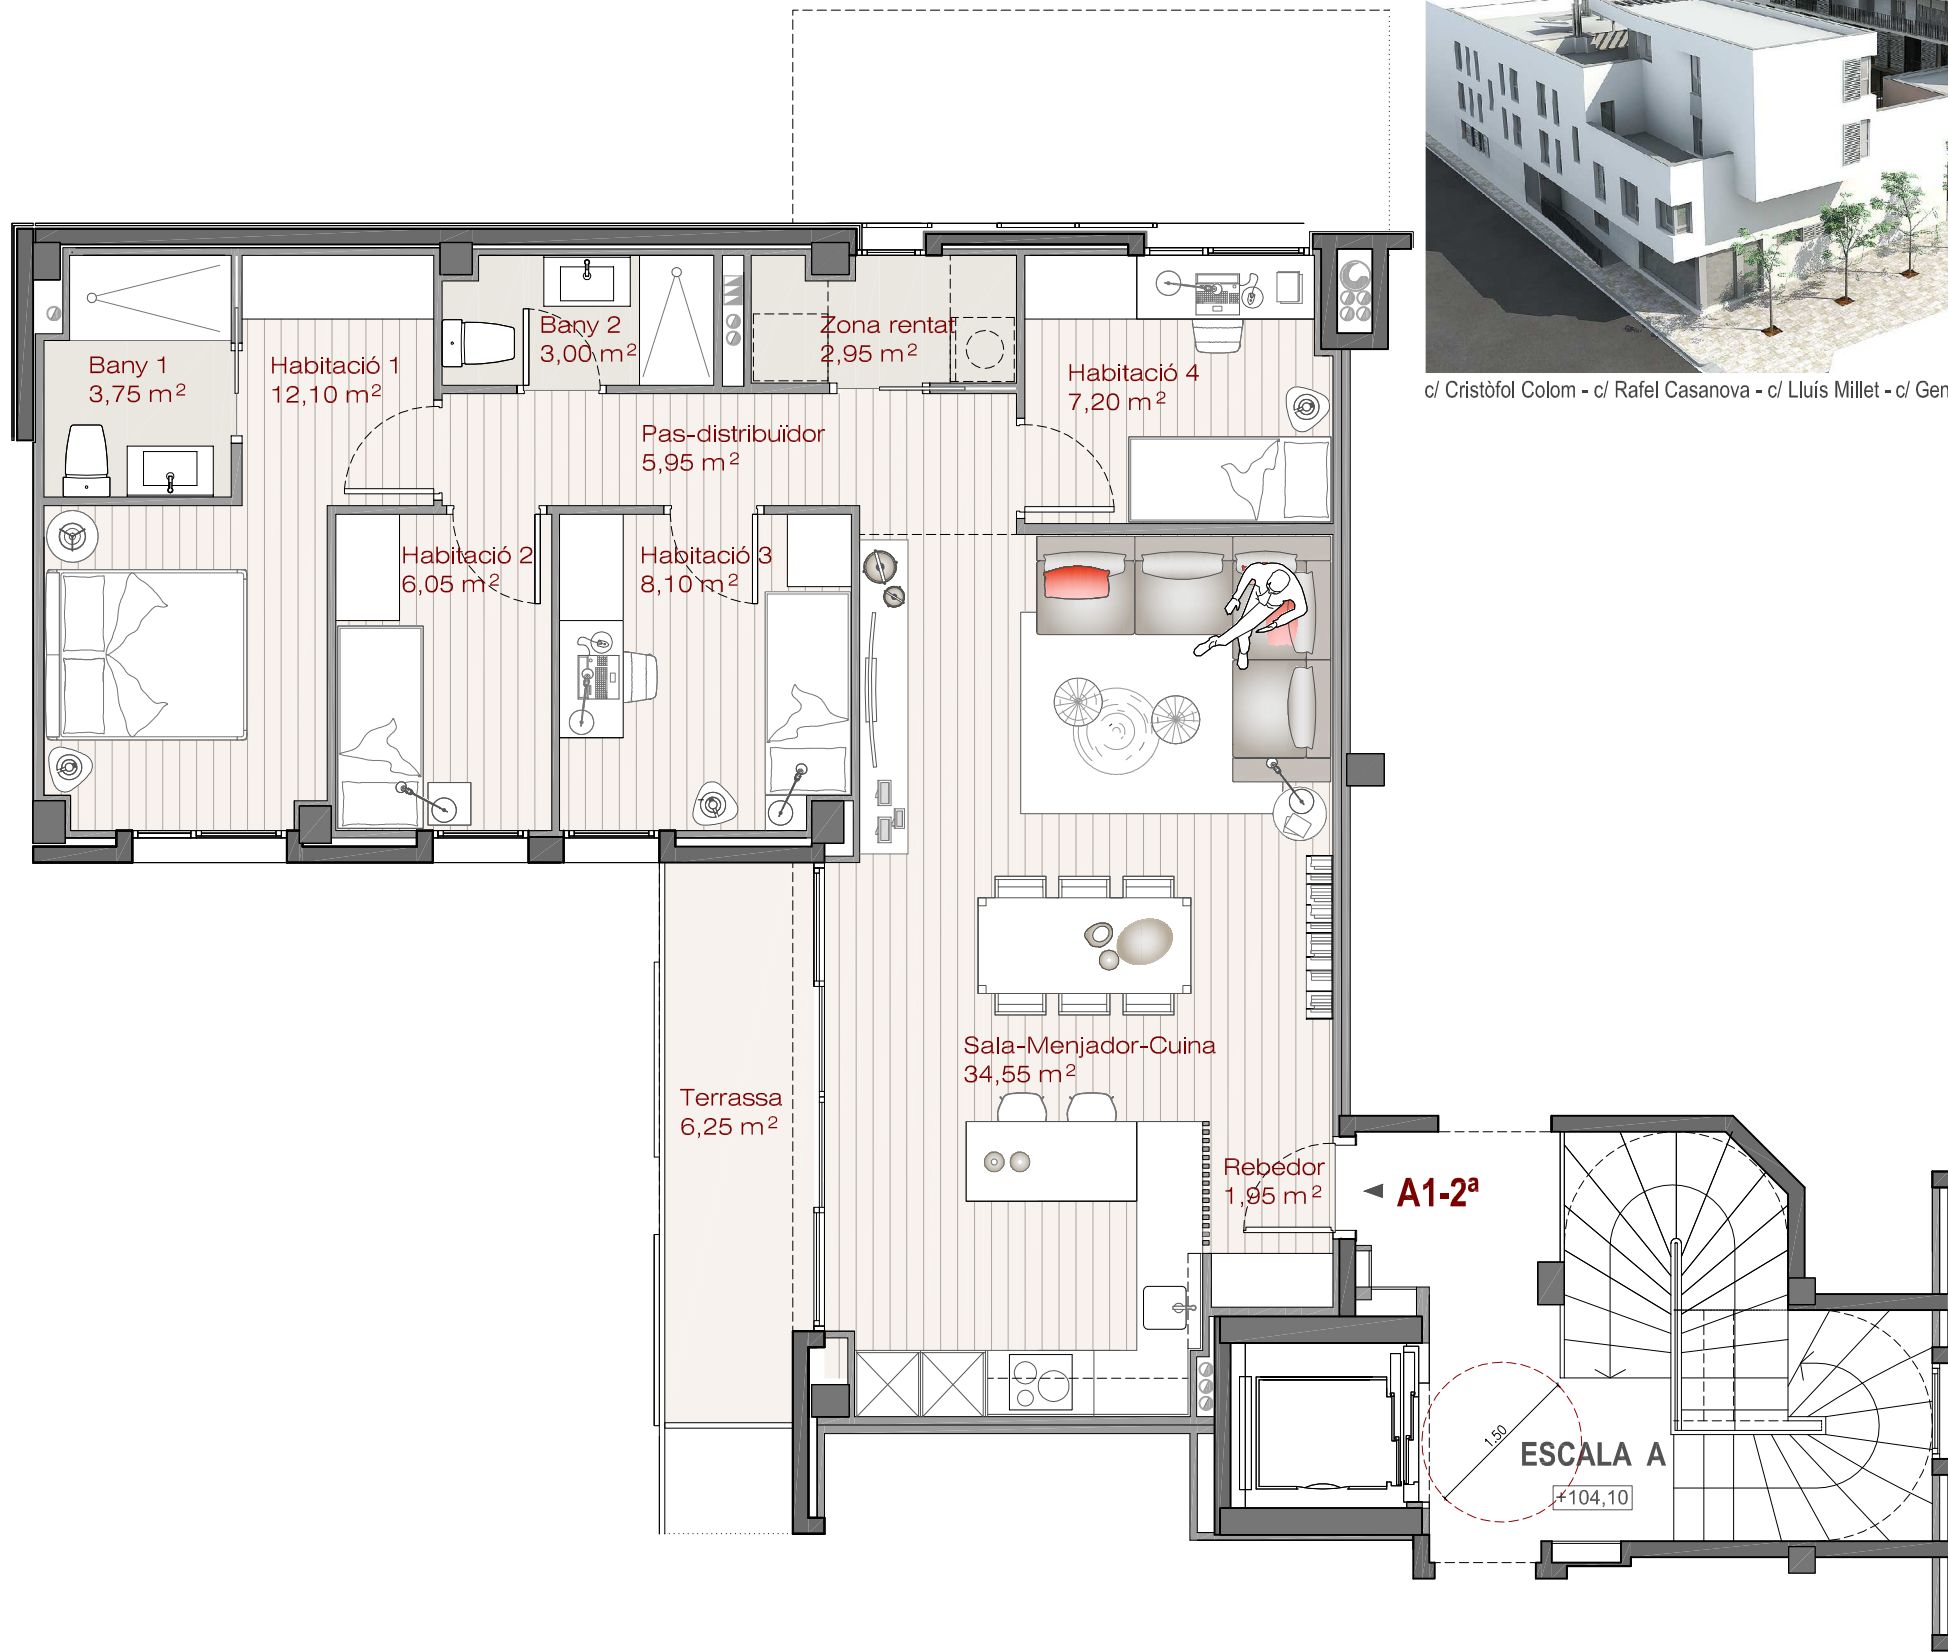 c/ Cristòfol Colom - c/ Rafel Casanova - c/ Lluís Millet - c/ Gen
Bany 1
3,75 m²
Habitació 1
12,10 m²
Bany 2
3,00 m²
Zona rentat
2,95 m²
Habitació 4
7,20 m²
Pas-distribuïdor
5,95 m²
Habitació 2
6,05 m²
Habitació 3
8,10 m²
Sala-Menjador-Cuina
34,55 m²
Terrassa
6,25 m²
Rebedor
1,95 m²
A1-2ª
1.50
ESCALA A
+104,10